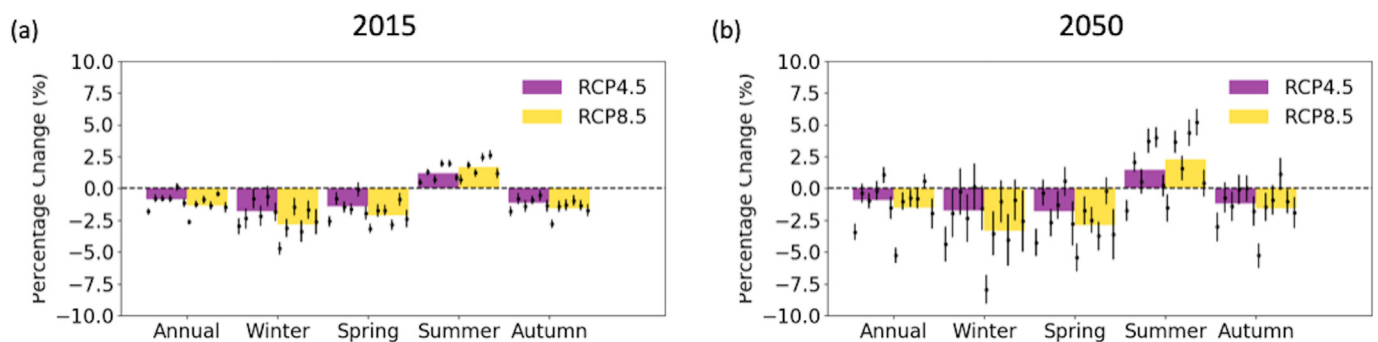 (a)
2015
Percentage Change (%)
10.0
7.5
5.0
2.5
0.0
−2.5
−5.0
−7.5
−10.0
RCP4.5
RCP8.5
Annual Winter Spring Summer Autumn
(b)
2050
Percentage Change (%)
10.0
7.5
5.0
2.5
0.0
−2.5
−5.0
−7.5
−10.0
RCP4.5
RCP8.5
Annual Winter Spring Summer Autumn